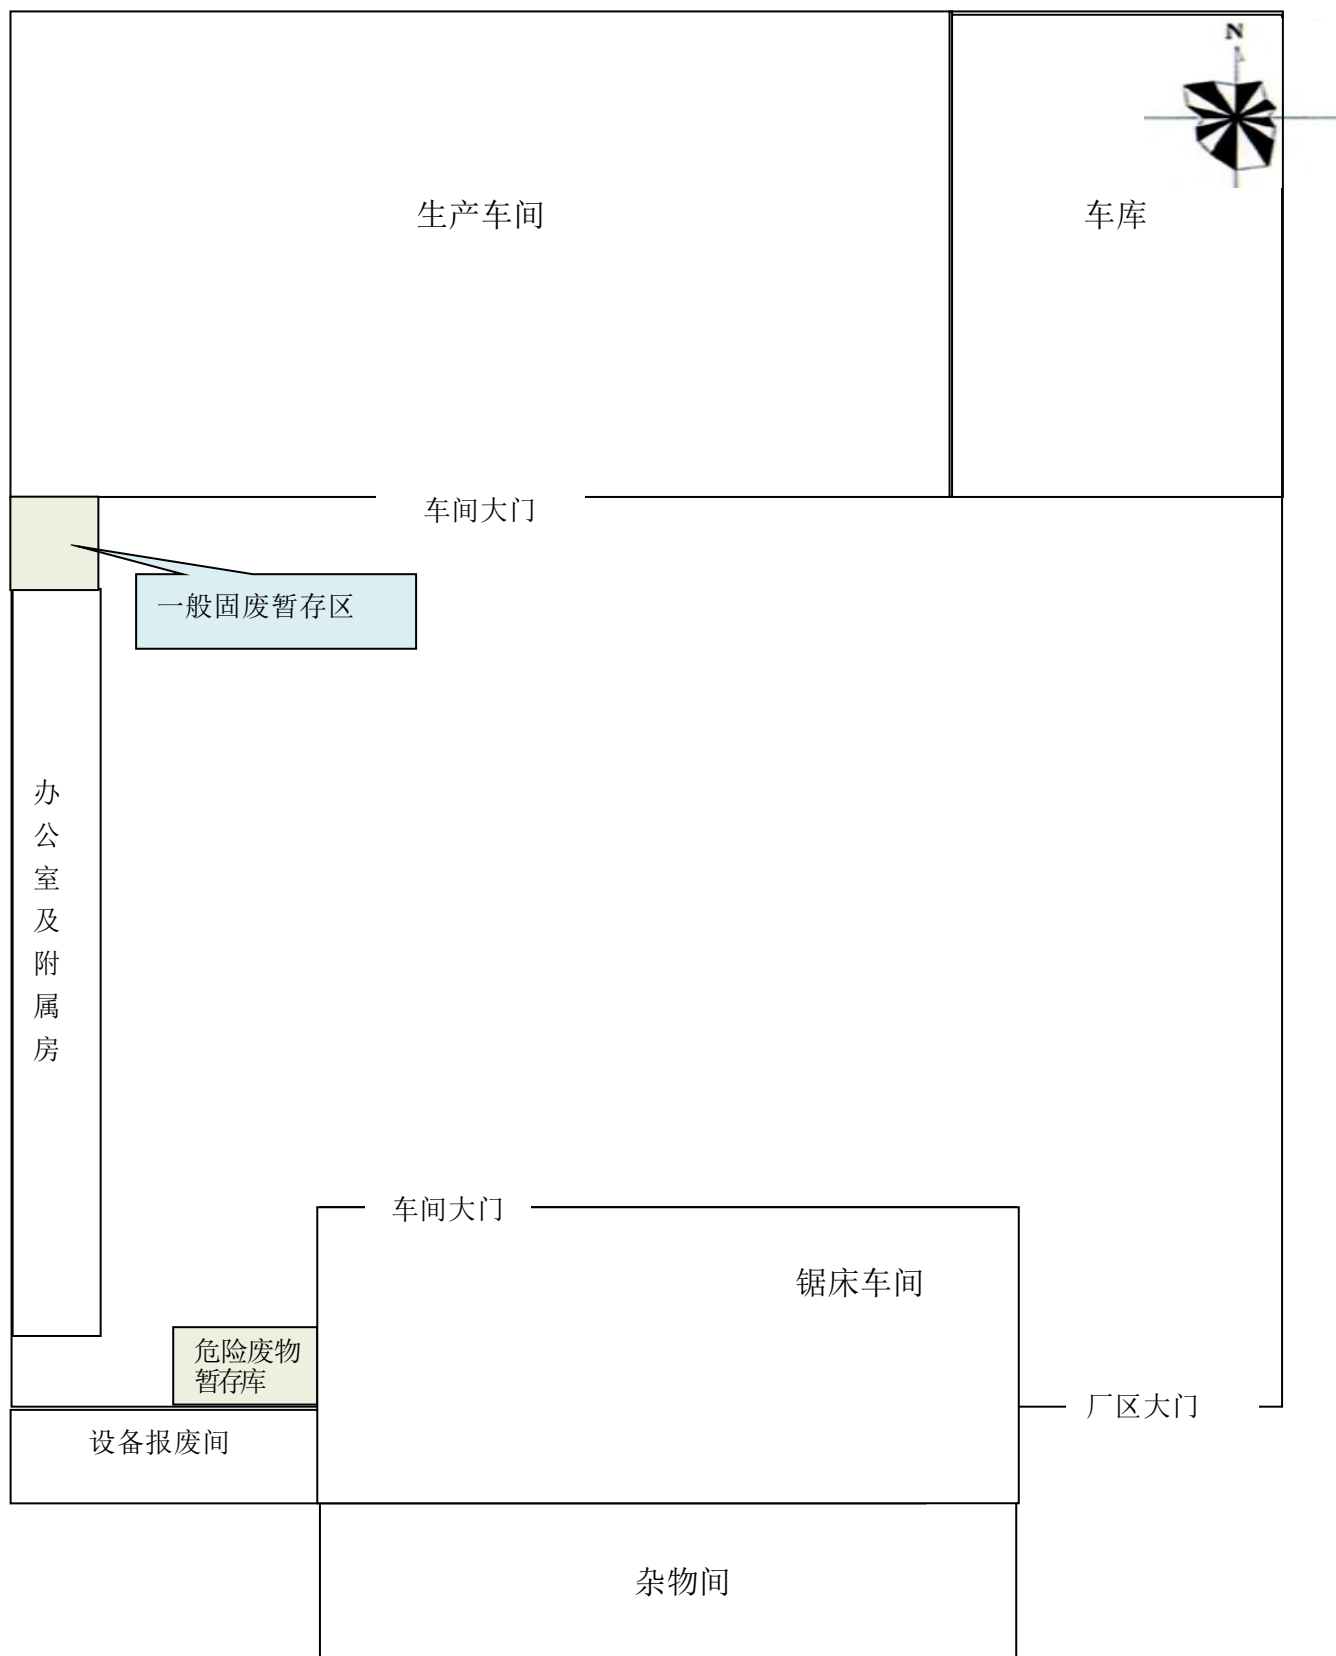 N
生产车间
车库
车间大门
一般固废暂存区
办公室及附属房
车间大门
锯床车间
危险废物
暂存库
厂区大门
设备报废间
杂物间